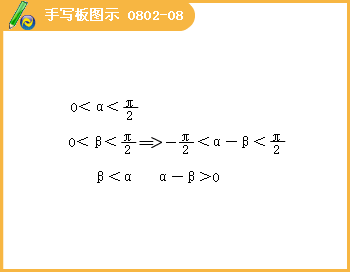 手写板图示 0802-08
0< α < π/2
0< β < π/2 ⇒ -π/2 < α - β < π/2
β < α α - β >0